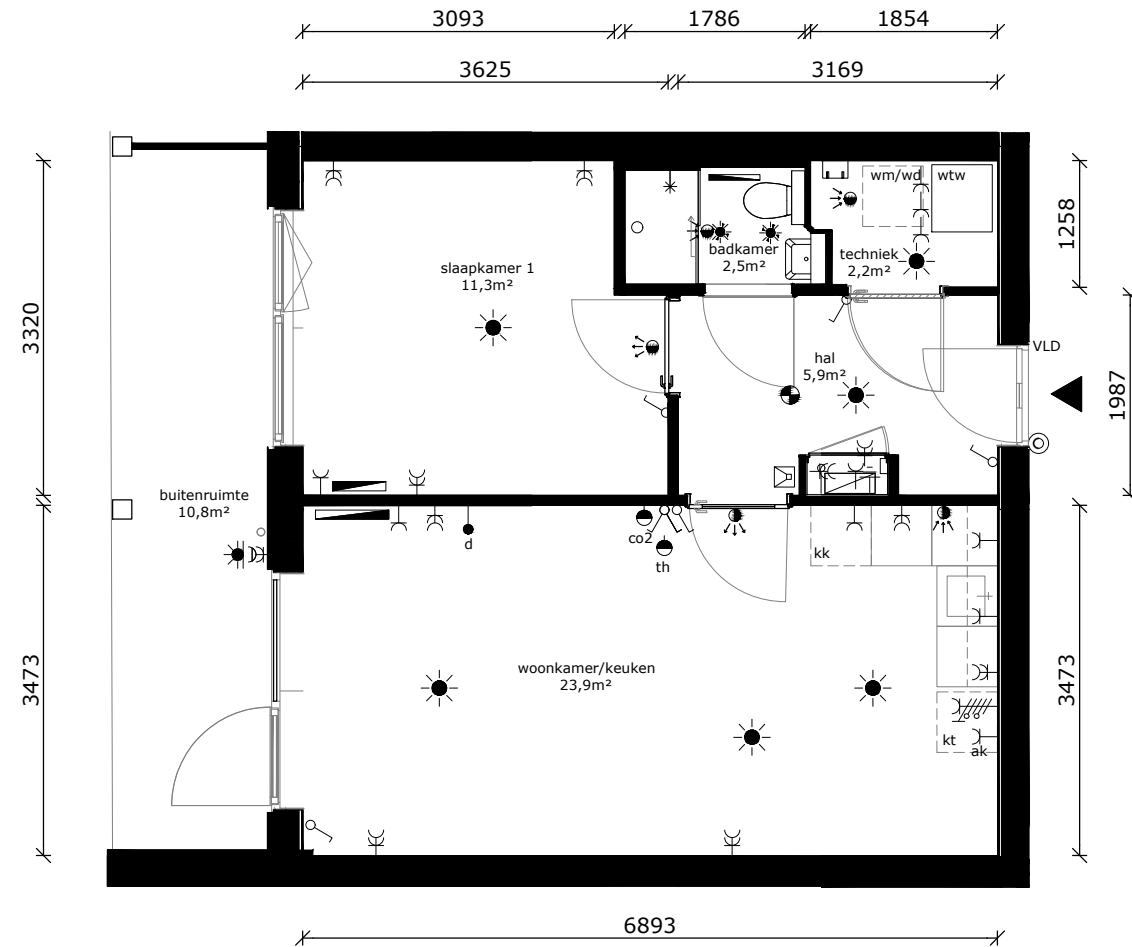 3093
1786
1854
3625
3169
wm/wd
wtw
1258
badkamer
2,5m²
techniek
2,2m²
slaapkamer 1
11,3m²
3320
VLD
hal
5,9m²
1987
buitenruimte
10,8m²
d
co2
th
kk
3473
woonkamer/keuken
23,9m²
3473
kt
ak
6893